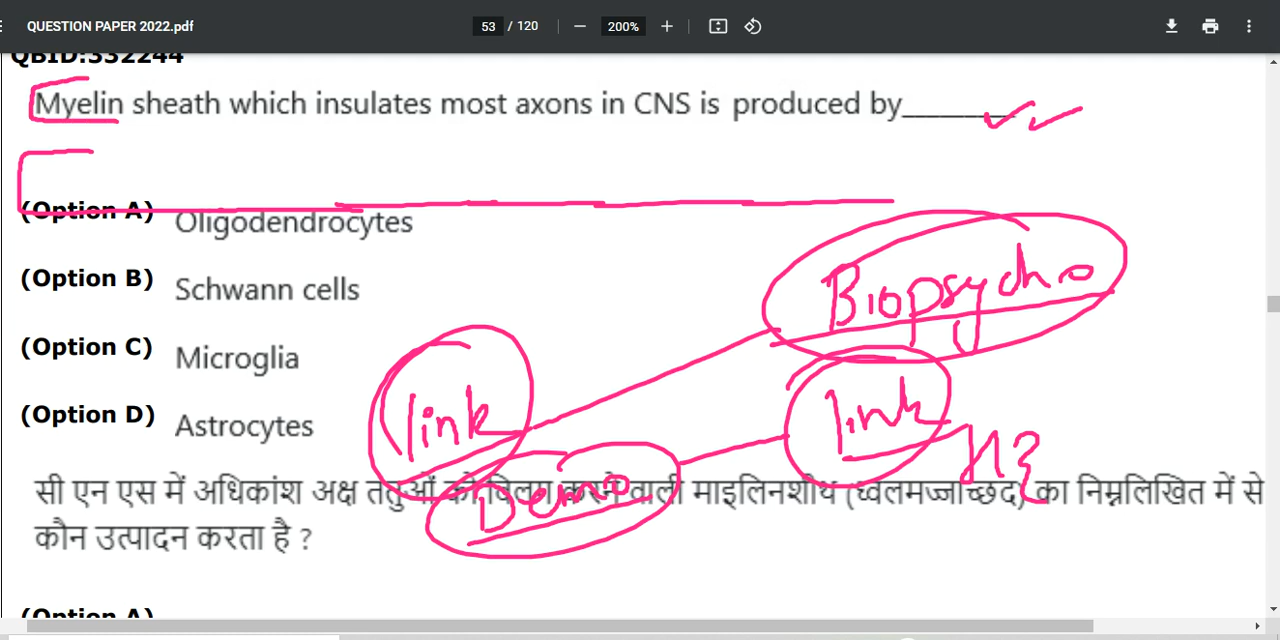 QUESTION PAPER 2022.pdf 53 / 120 200%
QBID:332244
Myelin sheath which insulates most axons in CNS is produced by________
(Option A) Oligodendrocytes
(Option B) Schwann cells
Biopsycho
(Option C) Microglia
link
link
(Option D) Astrocytes
Demo
सी एन एस में अधिकांश अक्ष तंतुओं को करने वाली माइलिनशीथ (ध्वलमज्जाच्छद) का निम्नलिखित में से
कौन उत्पादन करता है ?
(Option A)